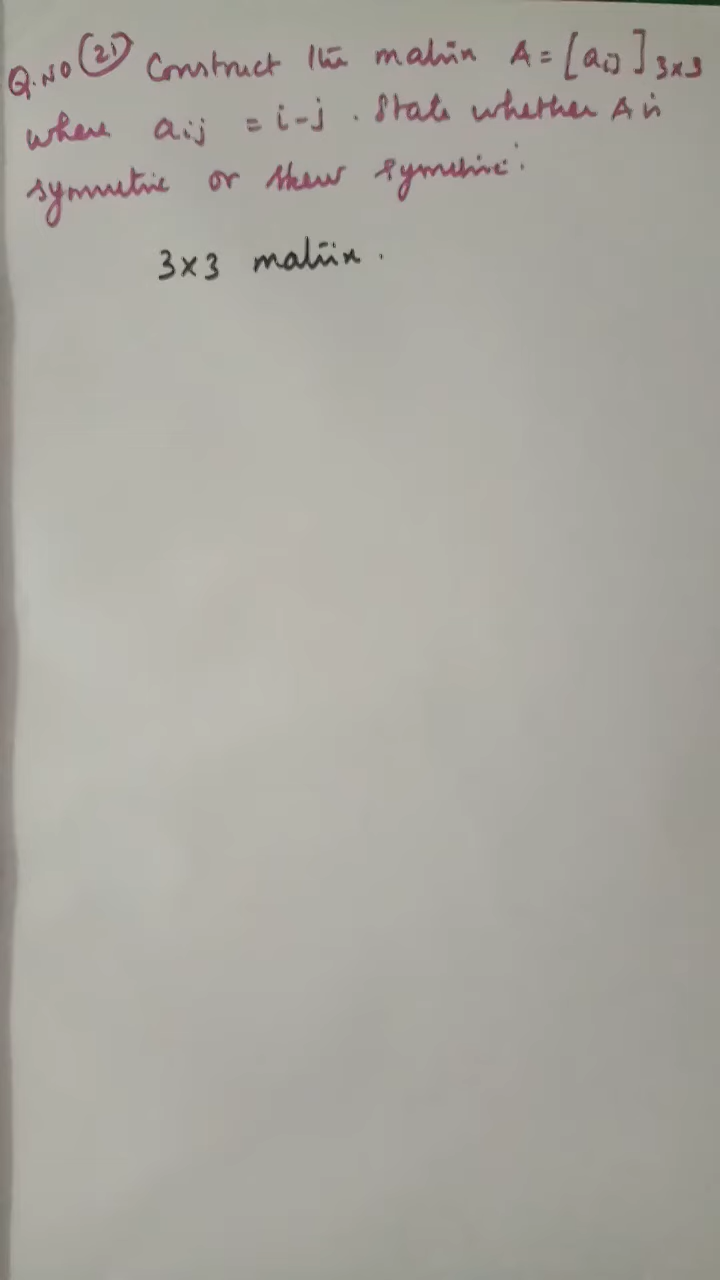 Q.NO (21) Construct the matrix A = [aij]3×3
where aij = i-j. State whether A is
symmetric or skew symmetric.
3×3 matrix.